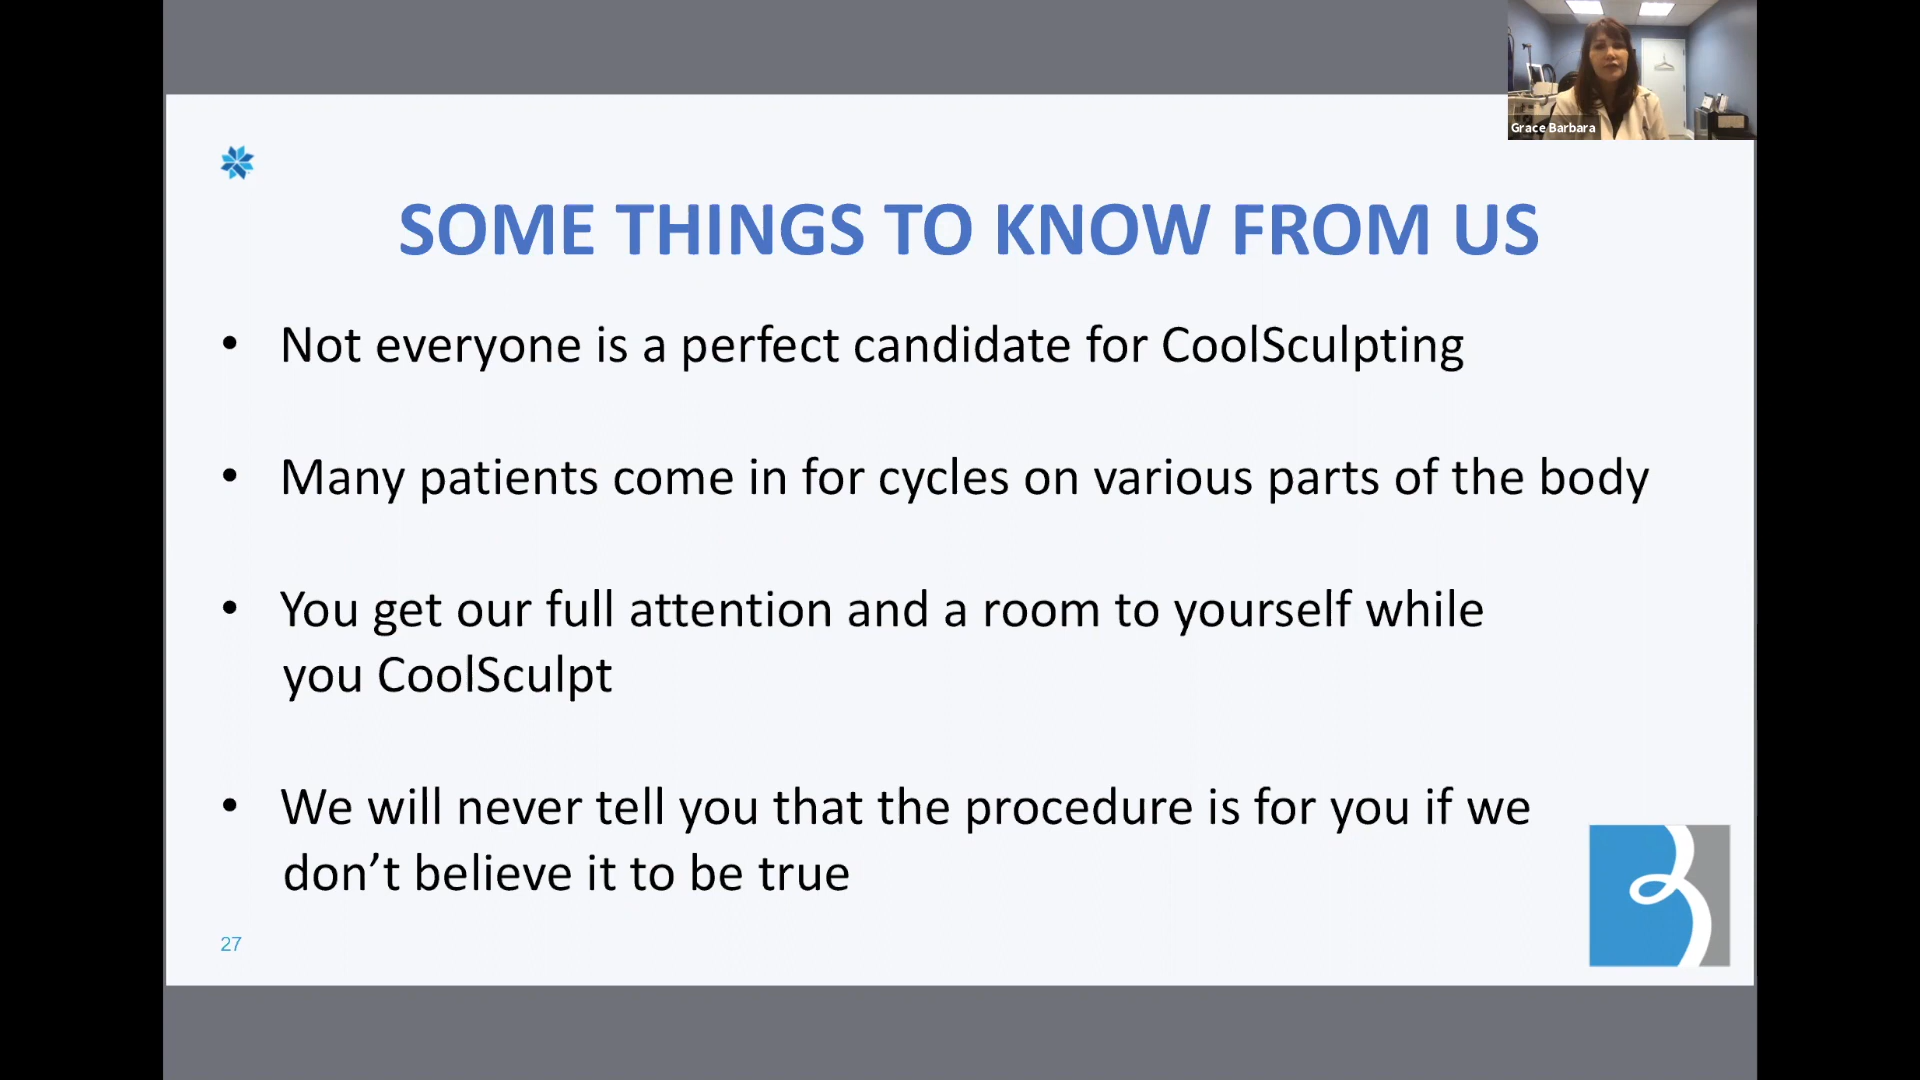 Grace Barbara
SOME THINGS TO KNOW FROM US
• Not everyone is a perfect candidate for CoolSculpting
• Many patients come in for cycles on various parts of the body
• You get our full attention and a room to yourself while
you CoolSculpt
• We will never tell you that the procedure is for you if we
don’t believe it to be true
27